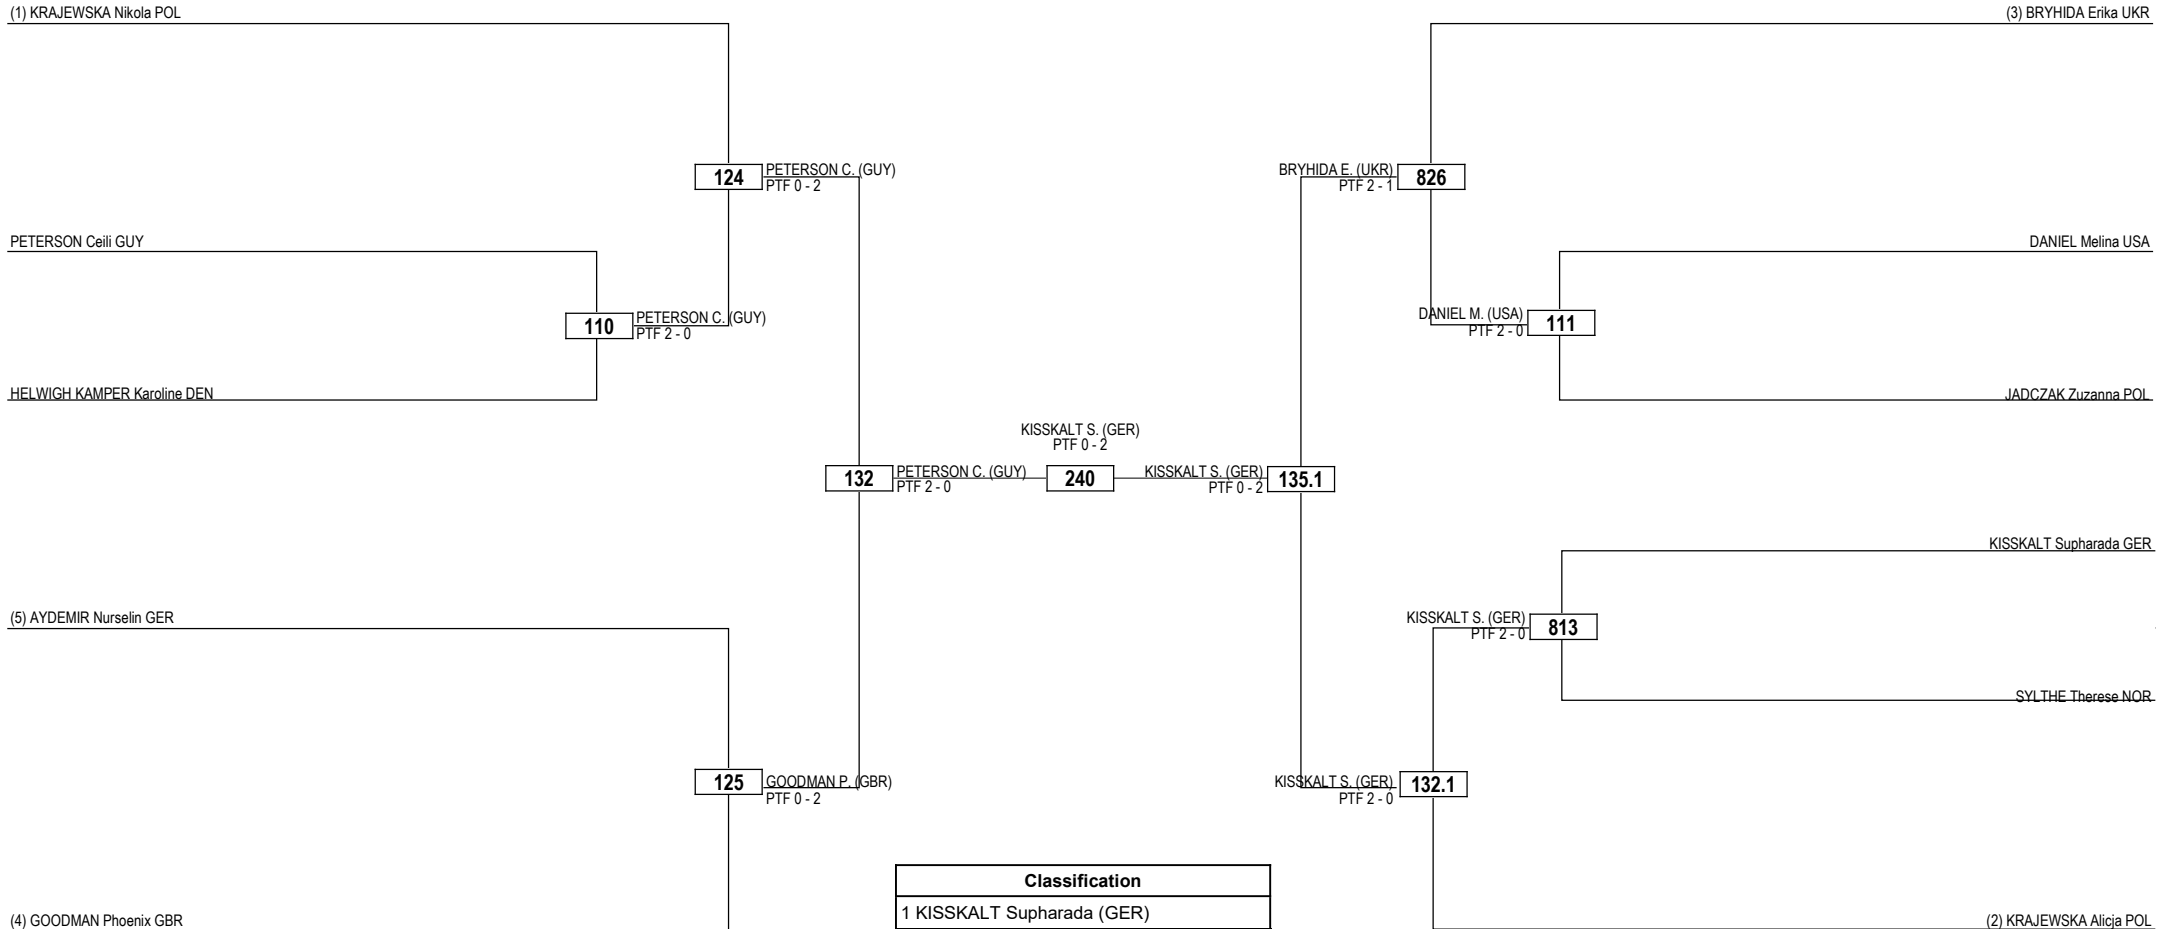 (1) KRAJEWSKA Nikola POL
(3) BRYHIDA Erika UKR
124
PETERSON C. (GUY)
PTF 0 - 2
BRYHIDA E. (UKR)
PTF 2 - 1
826
PETERSON Ceili GUY
DANIEL Melina USA
110
PETERSON C. (GUY)
PTF 2 - 0
DANIEL M. (USA)
PTF 2 - 0
111
HELWIGH KAMPER Karoline DEN
JADCZAK Zuzanna POL
KISSKALT S. (GER)
PTF 0 - 2
132
PETERSON C. (GUY)
PTF 2 - 0
240
KISSKALT S. (GER)
PTF 0 - 2
135.1
KISSKALT Supharada GER
(5) AYDEMIR Nurselin GER
KISSKALT S. (GER)
PTF 2 - 0
813
SYLTHE Therese NOR
125
GOODMAN P. (GBR)
PTF 0 - 2
KISSKALT S. (GER)
PTF 2 - 0
132.1
Classification
1 KISSKALT Supharada (GER)
(4) GOODMAN Phoenix GBR
(2) KRAJEWSKA Alicja POL